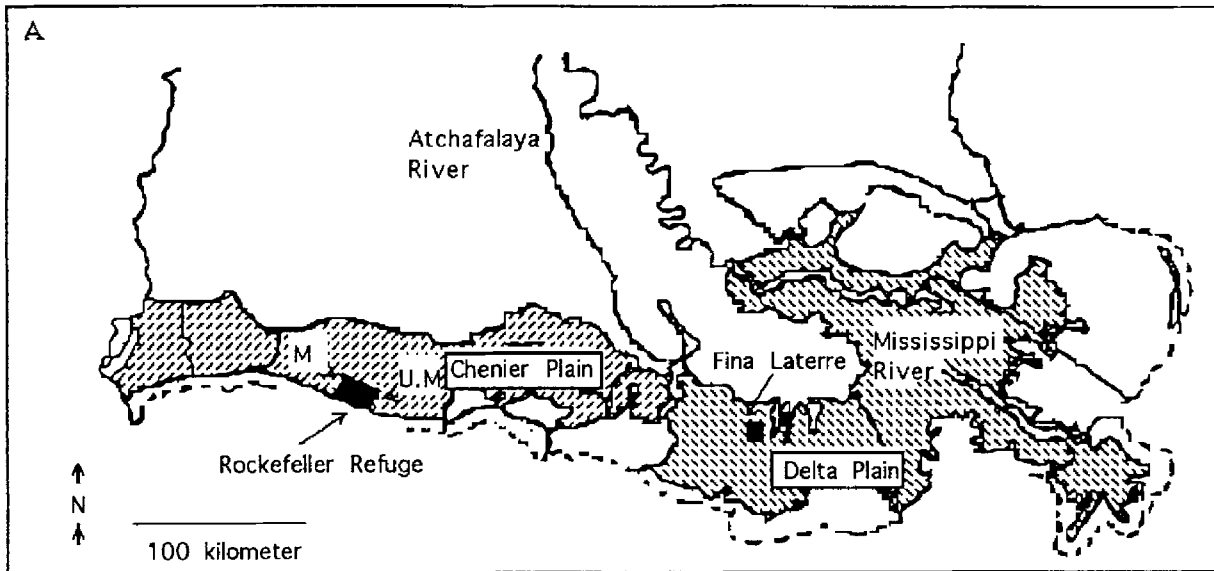 A
Atchafalaya
River
M
U.M
Chenier Plain
Fina Laterre
Mississippi
River
Rockefeller Refuge
Delta Plain
N
100 kilometer